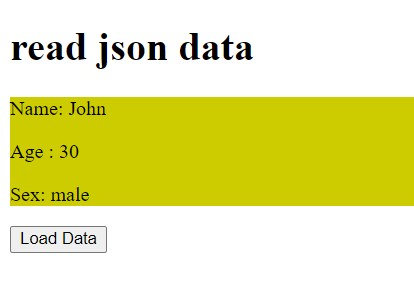 read json data
Name: John
Age : 30
Sex: male
Load Data